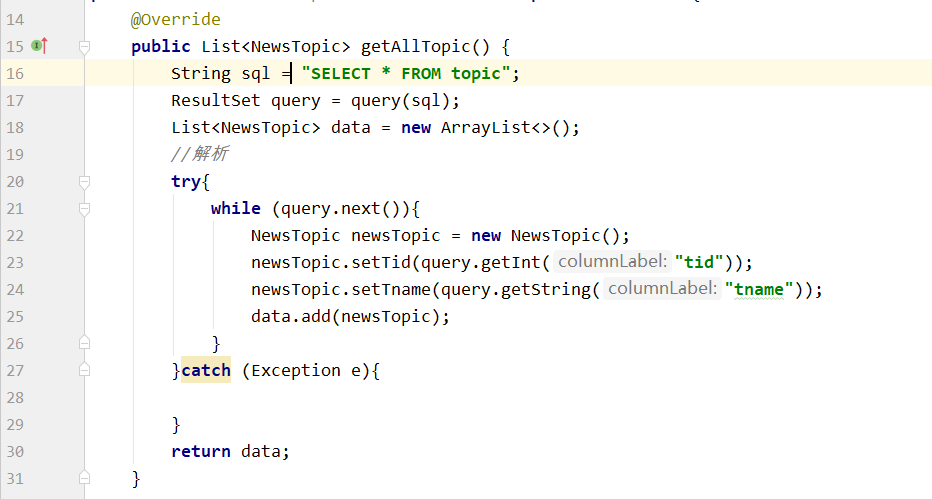 14 @Override
15 public List<NewsTopic> getAllTopic() {
16 String sql = "SELECT * FROM topic";
17 ResultSet query = query(sql);
18 List<NewsTopic> data = new ArrayList<>();
19 //解析
20 try{
21 while (query.next()){
22 NewsTopic newsTopic = new NewsTopic();
23 newsTopic.setTid(query.getInt( columnLabel: "tid"));
24 newsTopic.setTname(query.getString( columnLabel: "tname"));
25 data.add(newsTopic);
26 }
27 }catch (Exception e){
28
29 }
30 return data;
31 }